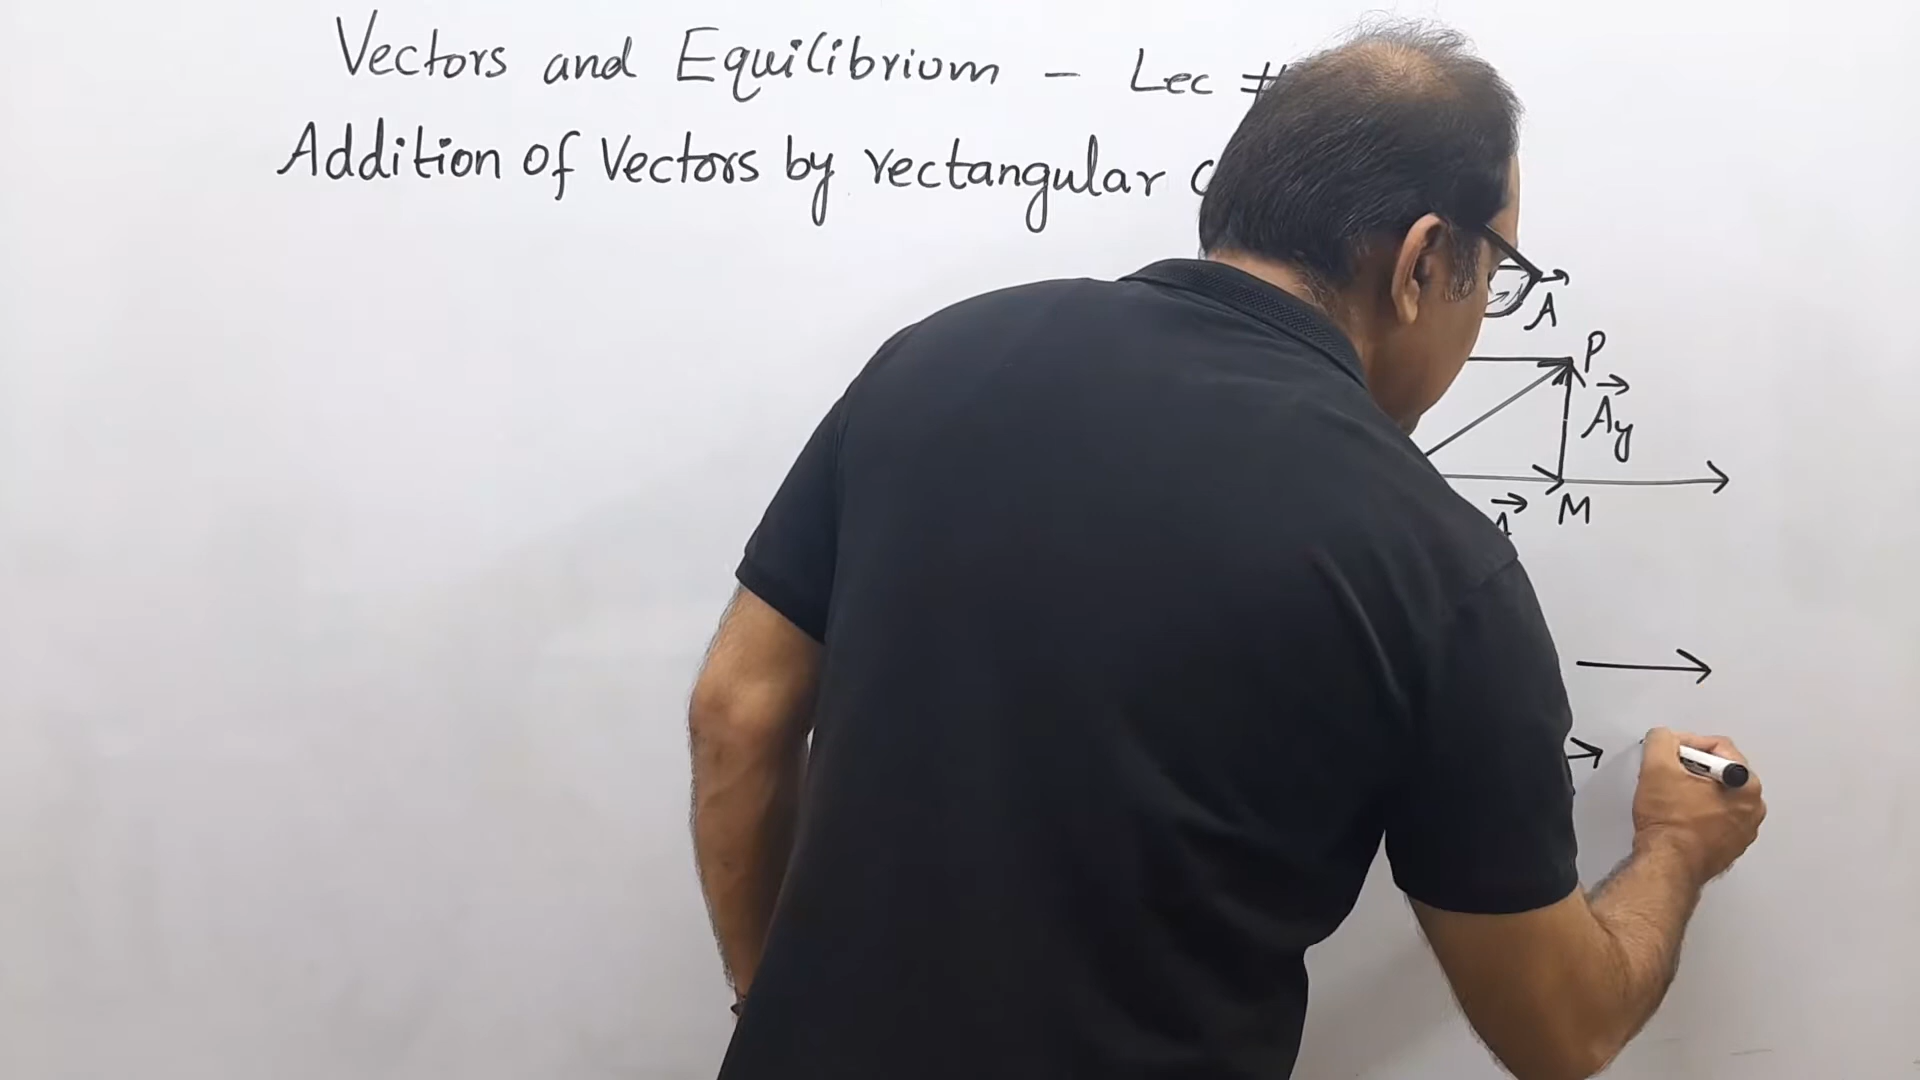 Vectors and Equilibrium – Lec #
Addition of Vectors by rectangular
A
P
Ay
M